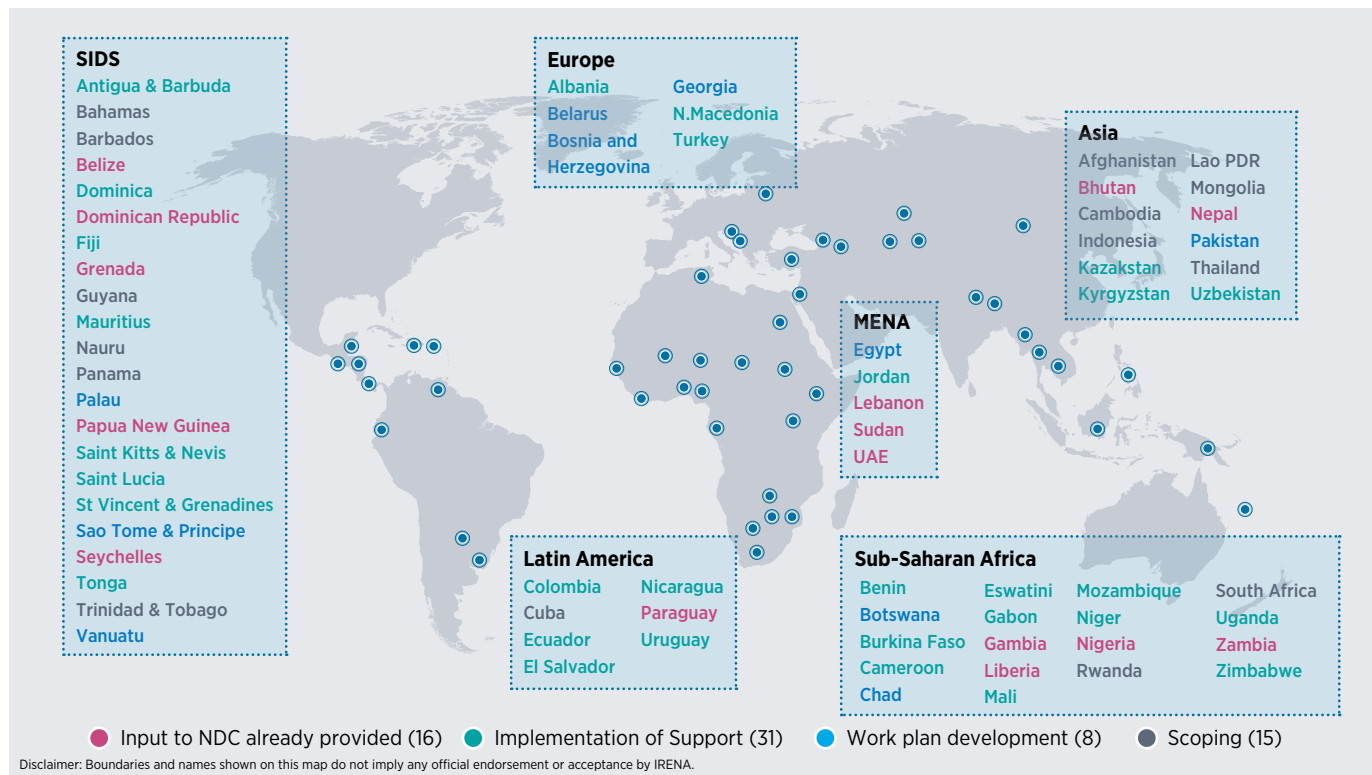 SIDS
Antigua & Barbuda
Bahamas
Barbados
Belize
Dominica
Dominican Republic
Fiji
Grenada
Guyana
Mauritius
Nauru
Panama
Palau
Papua New Guinea
Saint Kitts & Nevis
Saint Lucia
St Vincent & Grenadines
Sao Tome & Principe
Seychelles
Tonga
Trinidad & Tobago
Vanuatu
Europe
Albania
Belarus
Bosnia and
Herzegovina
Georgia
N.Macedonia
Turkey
Asia
Afghanistan
Bhutan
Cambodia
Indonesia
Kazakstan
Kyrgyzstan
Lao PDR
Mongolia
Nepal
Pakistan
Thailand
Uzbekistan
MENA
Egypt
Jordan
Lebanon
Sudan
UAE
Latin America
Colombia
Cuba
Ecuador
El Salvador
Nicaragua
Paraguay
Uruguay
Sub-Saharan Africa
Benin
Botswana
Burkina Faso
Cameroon
Chad
Eswatini
Gabon
Gambia
Liberia
Mali
Mozambique
Niger
Nigeria
Rwanda
South Africa
Uganda
Zambia
Zimbabwe
Input to NDC already provided (16)
Implementation of Support (31)
Work plan development (8)
Scoping (15)
Disclaimer: Boundaries and names shown on this map do not imply any official endorsement or acceptance by IRENA.